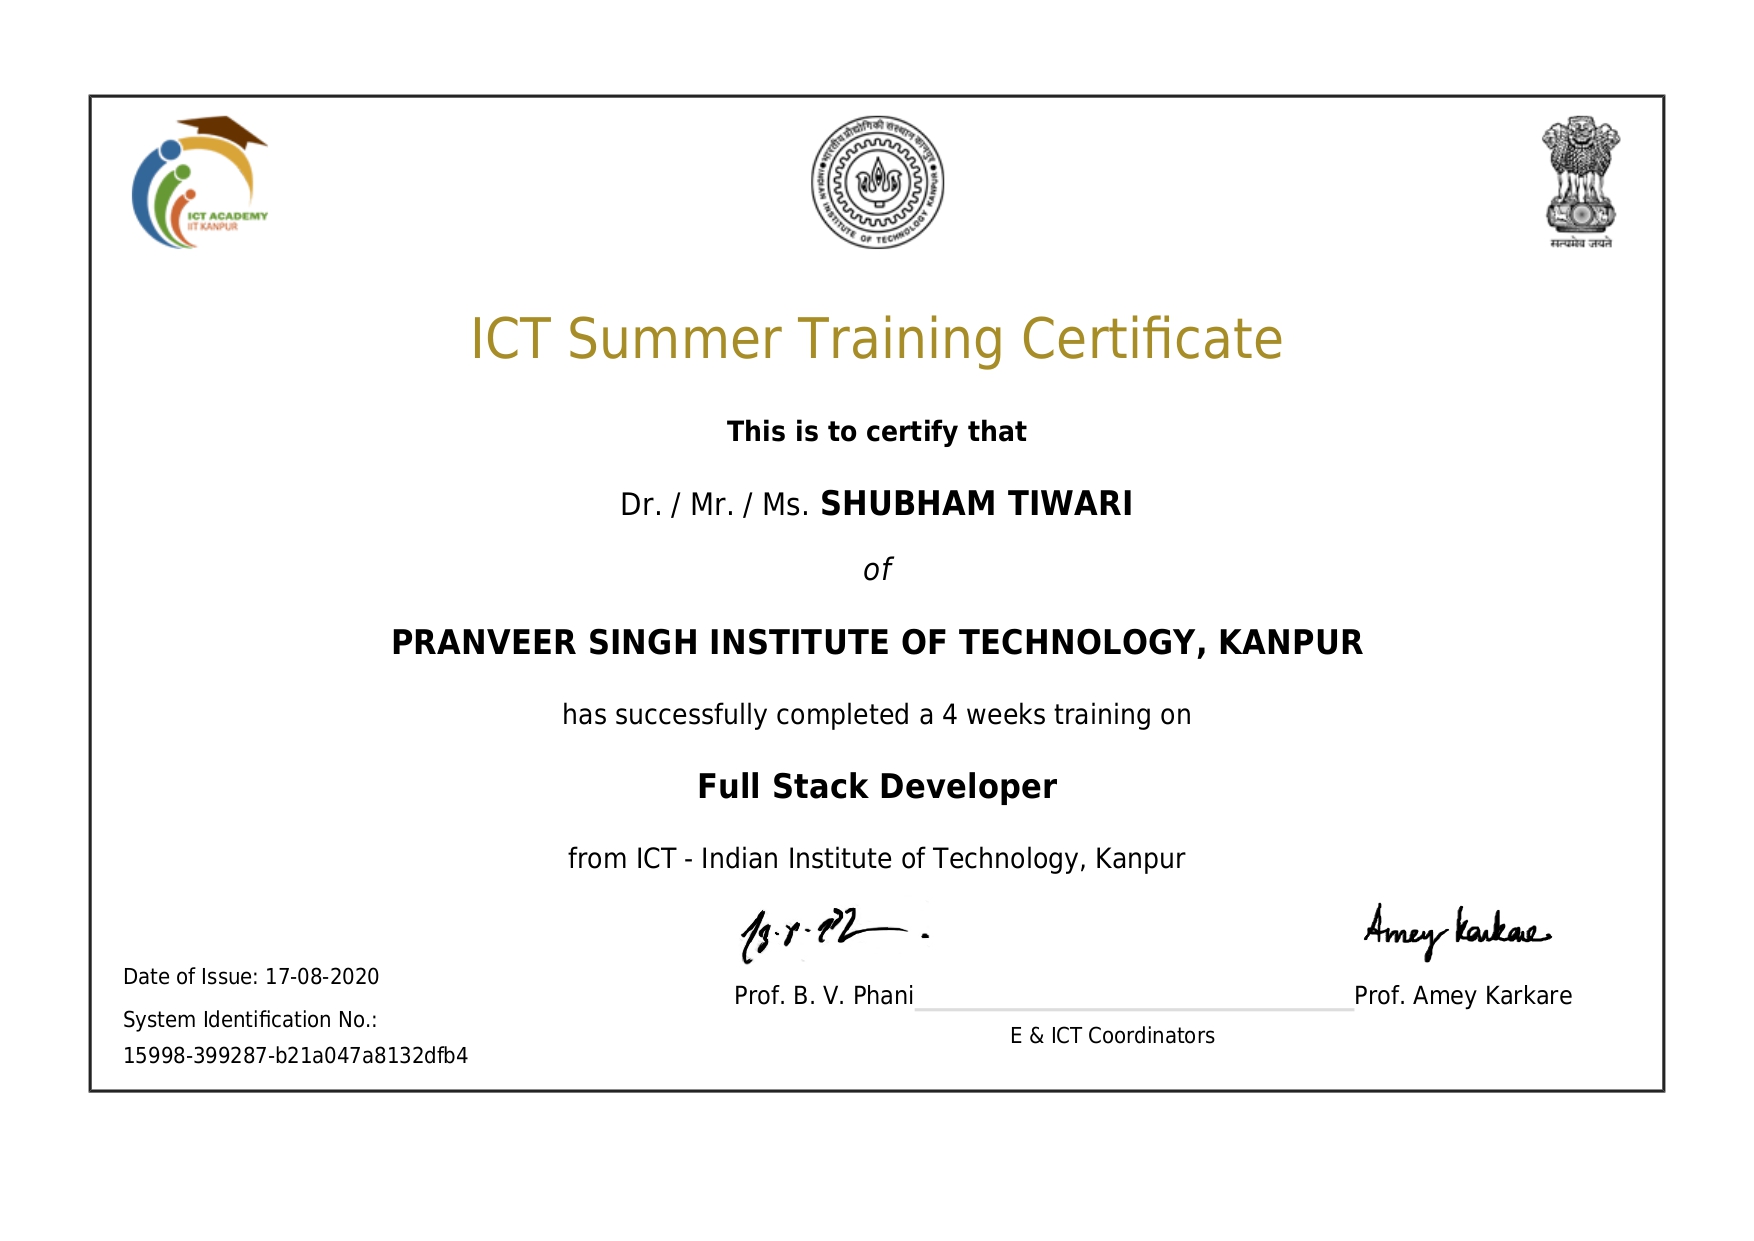 ICT ACADEMY
IIT KANPUR
भारतीय प्रौद्योगिकी संस्थान कानपुर
INDIAN INSTITUTE OF TECHNOLOGY KANPUR
सत्यमेव जयते
ICT Summer Training Certificate
This is to certify that
Dr. / Mr. / Ms. SHUBHAM TIWARI
of
PRANVEER SINGH INSTITUTE OF TECHNOLOGY, KANPUR
has successfully completed a 4 weeks training on
Full Stack Developer
from ICT - Indian Institute of Technology, Kanpur
Amey Karkare
Date of Issue: 17-08-2020
Prof. B. V. Phani Prof. Amey Karkare
System Identification No.:
E & ICT Coordinators
15998-399287-b21a047a8132dfb4